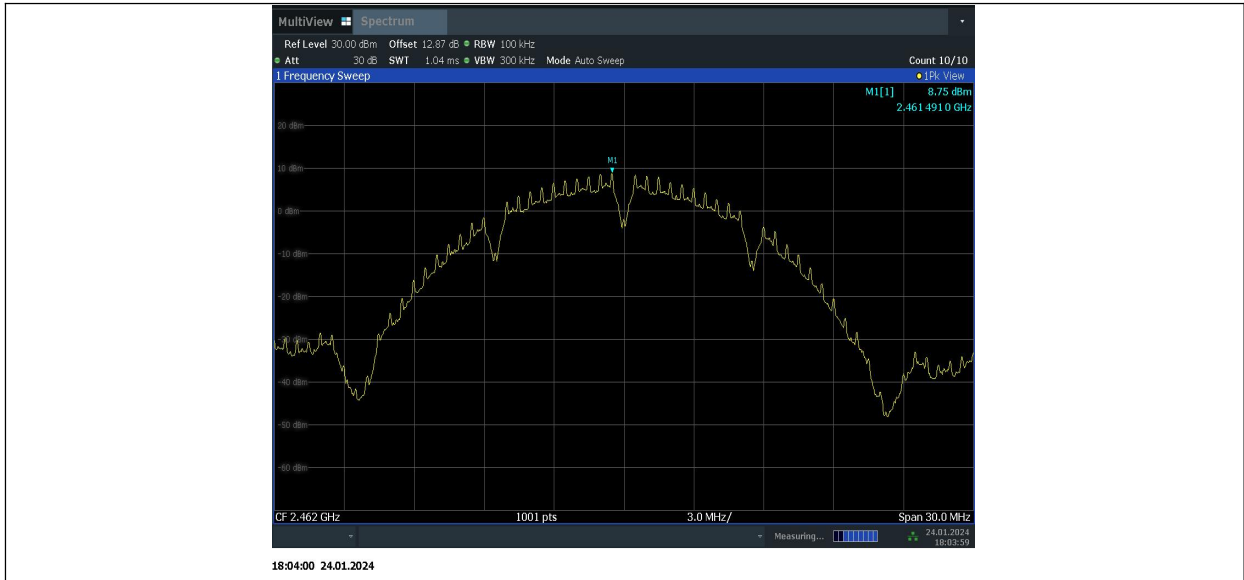 MultiView Spectrum
Ref Level 30.00 dBm Offset 12.87 dB RBW 100 kHz
Att 30 dB SWT 1.04 ms VBW 300 kHz Mode Auto Sweep Count 10/10
1 Frequency Sweep 1Pk View
M1[1] 8.75 dBm
2.461 491 0 GHz
20 dBm
M1
10 dBm
0 dBm
-10 dBm
-20 dBm
-30 dBm
-40 dBm
-50 dBm
-60 dBm
CF 2.462 GHz 1001 pts 3.0 MHz/ Span 30.0 MHz
Measuring... 24.01.2024
18:03:59
18:04:00 24.01.2024